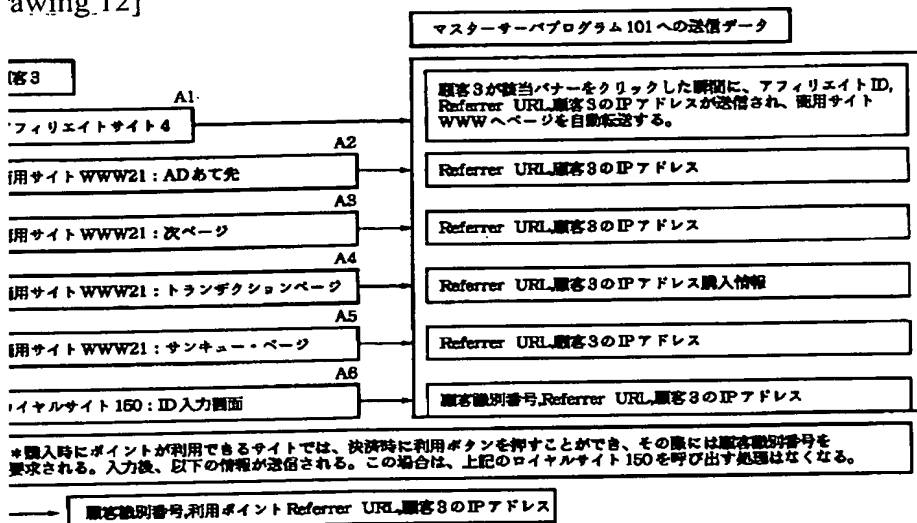 awing 12]
マスターサーバプログラム101への送信データ
客3
顧客3が該当バナーをクリックした瞬間に、アフィリエイトID,
Referrer URL,顧客3のIPアドレスが送信され、使用サイト
WWWへページを自動転送する。
A1
フィリエイトサイト4
A2
用サイトWWW21：ADあて先
Referrer URL,顧客3のIPアドレス
A3
用サイトWWW21：次ページ
Referrer URL,顧客3のIPアドレス
A4
用サイトWWW21：トランザクションページ
Referrer URL,顧客3のIPアドレス購入情報
A5
用サイトWWW21：サンキュー・ページ
Referrer URL,顧客3のIPアドレス
A6
イヤルサイト150：ID入力画面
顧客識別番号,Referrer URL,顧客3のIPアドレス
*購入時にポイントが利用できるサイトでは、決済時に利用ボタンを押すことができ、その際には顧客識別番号を
要求される。入力後、以下の情報が送信される。この場合は、上記のロイヤルサイト150を呼び出す処理はなくなる。
顧客識別番号,利用ポイントReferrer URL,顧客3のIPアドレス